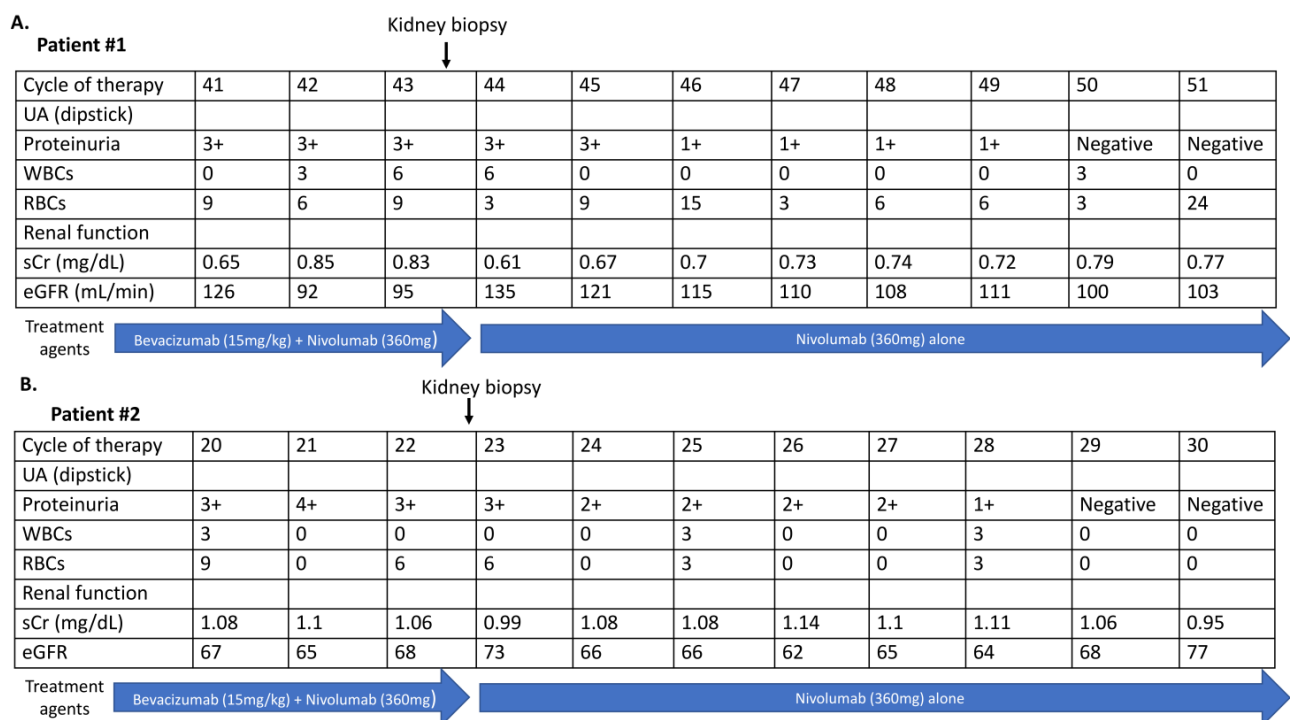 A.
Kidney biopsy
Patient #1
Cycle of therapy 41 42 43 44 45 46 47 48 49 50 51
UA (dipstick)
Proteinuria 3+ 3+ 3+ 3+ 3+ 1+ 1+ 1+ 1+ Negative Negative
WBCs 0 3 6 6 0 0 0 0 0 3 0
RBCs 9 6 9 3 9 15 3 6 6 3 24
Renal function
sCr (mg/dL) 0.65 0.85 0.83 0.61 0.67 0.7 0.73 0.74 0.72 0.79 0.77
eGFR (mL/min) 126 92 95 135 121 115 110 108 111 100 103
Treatment agents Bevacizumab (15mg/kg) + Nivolumab (360mg) Nivolumab (360mg) alone
B.
Kidney biopsy
Patient #2
Cycle of therapy 20 21 22 23 24 25 26 27 28 29 30
UA (dipstick)
Proteinuria 3+ 4+ 3+ 3+ 2+ 2+ 2+ 2+ 1+ Negative Negative
WBCs 3 0 0 0 0 3 0 0 3 0 0
RBCs 9 0 6 6 0 3 0 0 3 0 0
Renal function
sCr (mg/dL) 1.08 1.1 1.06 0.99 1.08 1.08 1.14 1.1 1.11 1.06 0.95
eGFR 67 65 68 73 66 66 62 65 64 68 77
Treatment agents Bevacizumab (15mg/kg) + Nivolumab (360mg) Nivolumab (360mg) alone